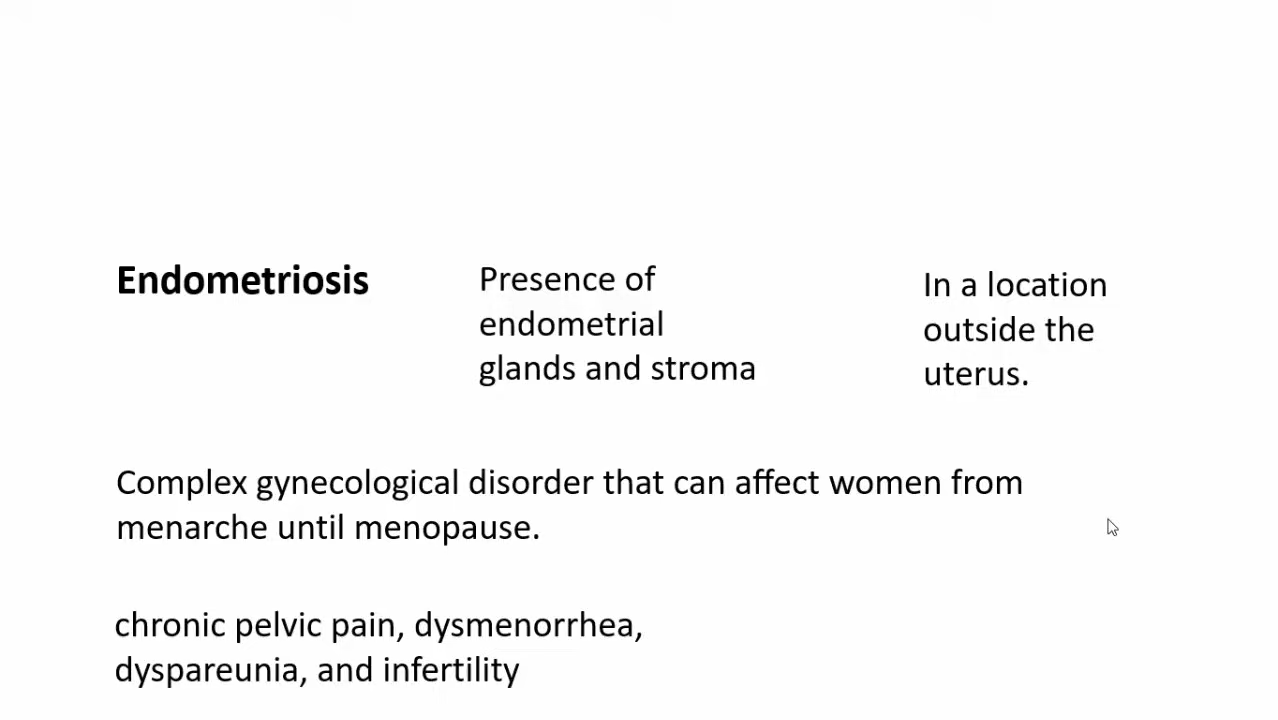 Endometriosis
Presence of
endometrial
glands and stroma
In a location
outside the
uterus.
Complex gynecological disorder that can affect women from
menarche until menopause.
chronic pelvic pain, dysmenorrhea,
dyspareunia, and infertility